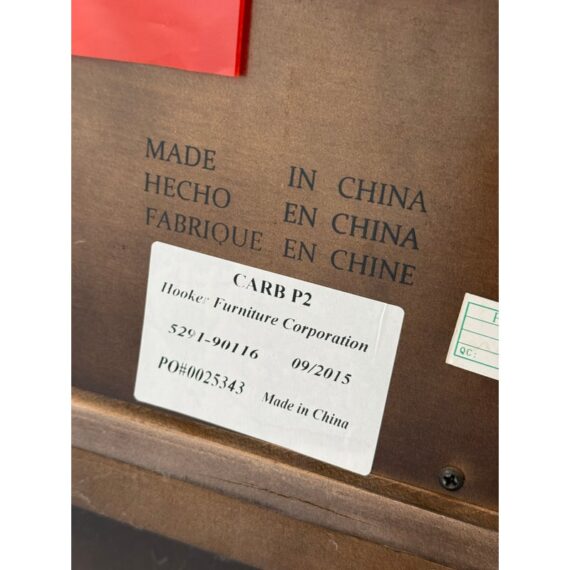 MADE IN CHINA
HECHO EN CHINA
FABRIQUE EN CHINE
CARB P2
Hooker Furniture Corporation
5291-90116 09/2015
PO#0025343 Made in China
QC: